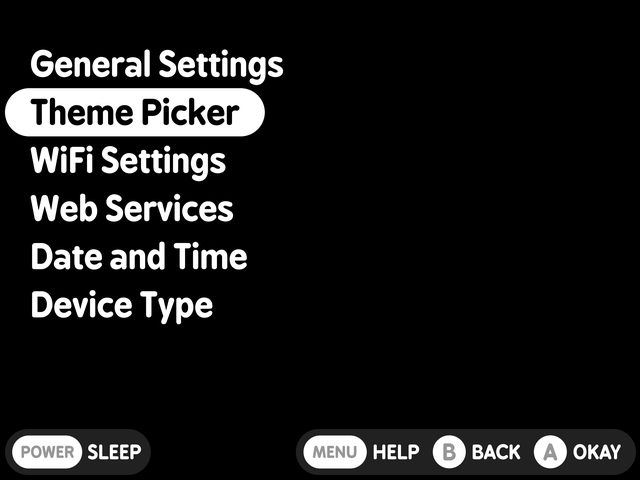 General Settings
Theme Picker
WiFi Settings
Web Services
Date and Time
Device Type
POWER SLEEP MENU HELP B BACK A OKAY